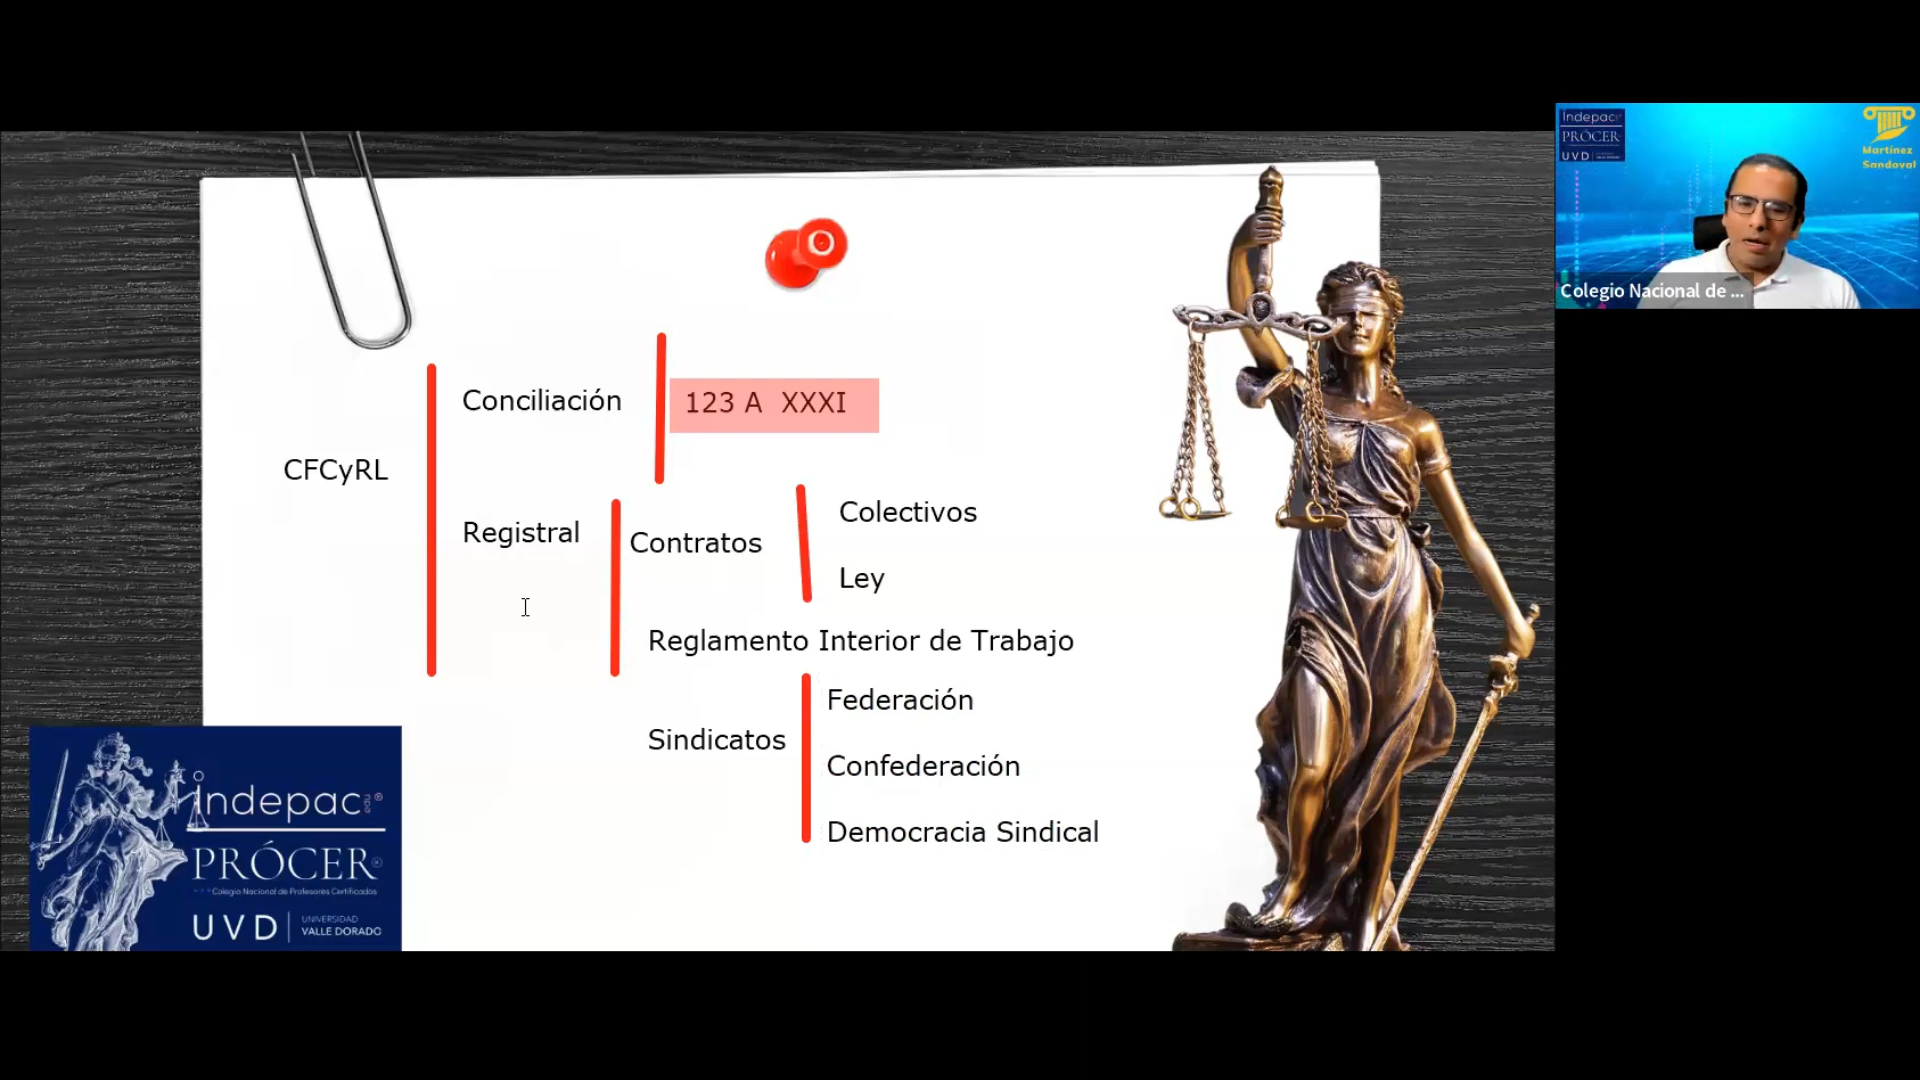 Conciliación
123 A XXXI
CFCyRL
Registral
Contratos
Colectivos
Ley
Reglamento Interior de Trabajo
Sindicatos
Federación
Confederación
Democracia Sindical
indepac
PRÓCER
Colegio Nacional de Profesores Certificados
UVD
UNIVERSIDAD
VALLE DORADO
indepac
PRÓCER
UVD
Martínez
Sandoval
Colegio Nacional de ...